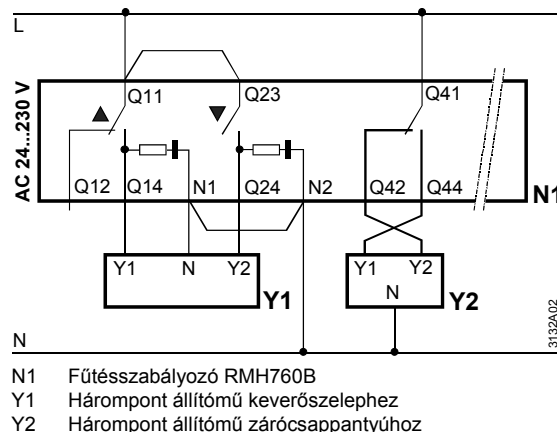 L
Q11 Q23 Q41
AC 24...230 V
Q12 Q14 N1 Q24 N2 Q42 Q44
N1
Y1 N Y2 Y1
Y1 Y2 Y2
N
N
3132A02
N1 Fűtésszabályozó RMH760B
Y1 Hárompont állítómű keverőszelephez
Y2 Hárompont állítómű zárócsappantyúhoz